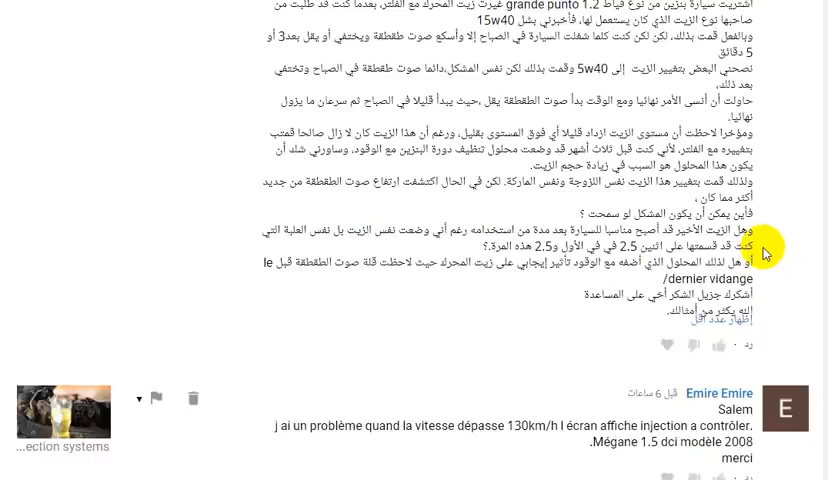 اشتريت سيارة بنزين من نوع فياط grande punto 1.2 غيرت زيت المحرك مع الفلتر، بعدما كنت قد طلبت من
صاحبها نوع الزيت الذي كان يستعمل لها، فأخبرني بشل 15w40
وبالفعل قمت بذلك، لكن لكن كنت كلما شغلت السيارة في الصباح إلا وأسكع صوت طقطقة ويختفي أو يقل بعد3 أو
5 دقائق
نصحني البعض بتغيير الزيت إلى 5w40 وقمت بذلك لكن نفس المشكل،دائما صوت طقطقة في الصباح وتختفي
بعد ذلك،
حاولت أن أنسى الأمر نهائيا ومع الوقت بدأ صوت الطقطقة يقل ،حيث يبدأ قليلا في الصباح ثم سرعان ما يزول
نهائيا.
ومؤخرا لاحظت أن مستوى الزيت ازداد قليلا أي فوق المستوى بقليل، ورغم أن هذا الزيت كان لا زال صالحا قمتب
بتغييره مع الفلتر، لأني كنت قبل ثلاث أشهر قد وضعت محلول تنظيف دورة البنزين مع الوقود، وساورني شك أن
يكون هذا المحلول هو السبب في زيادة حجم الزيت.
ولذلك قمت بتغيير هذا الزيت نفس اللزوجة ونفس الماركة. لكن في الحال اكتشفت ارتفاع صوت الطقطقة من جديد
أكثر مما كان ،
فأين يمكن أن يكون المشكل لو سمحت ؟
وهل الزيت الأخير قد أصبح مناسبا للسيارة بعد مدة من استخدامه رغم أني وضعت نفس الزيت بل نفس العلبة التي
كنت قد قسمتها على اثنين 2.5 في في الأول و2.5 هذه المرة.؟
أو هل لذلك المحلول الذي أضفه مع الوقود تأثير إيجابي على زيت المحرك حيث لاحظت قلة صوت الطقطقة قبل le
dernier vidange/
أشكرك جزيل الشكر أخي على المساعدة
الله يكثر من أمثالك.
إظهار عدد أقل
رد
Emire Emire قبل 6 ساعات
Salem
j ai un problème quand la vitesse dépasse 130km/h l écran affiche injection a contrôler.
Mégane 1.5 dci modèle 2008.
merci
رد
E
...ection systems